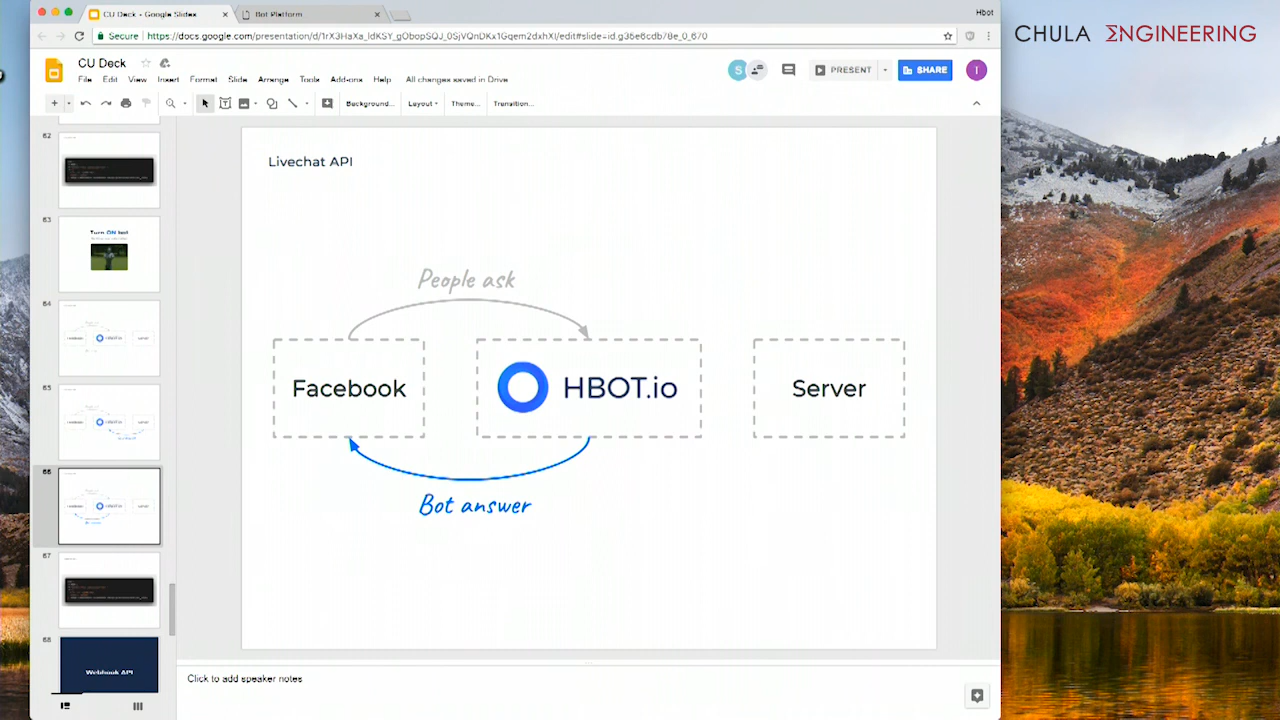 CU Deck - Google Slides
Bot Platform
Hbot
Secure
CHULA ΣNGINEERING
CU Deck
File Edit View Insert Format Slide Arrange Tools Add-ons Help All changes saved in Drive
S
PRESENT
SHARE
T
Background...
Layout
Theme...
Transition...
62
63
Turn ON bot
64
65
66
67
68
Webhook API
Livechat API
People ask
Facebook
HBOT.io
Server
Bot answer
Click to add speaker notes